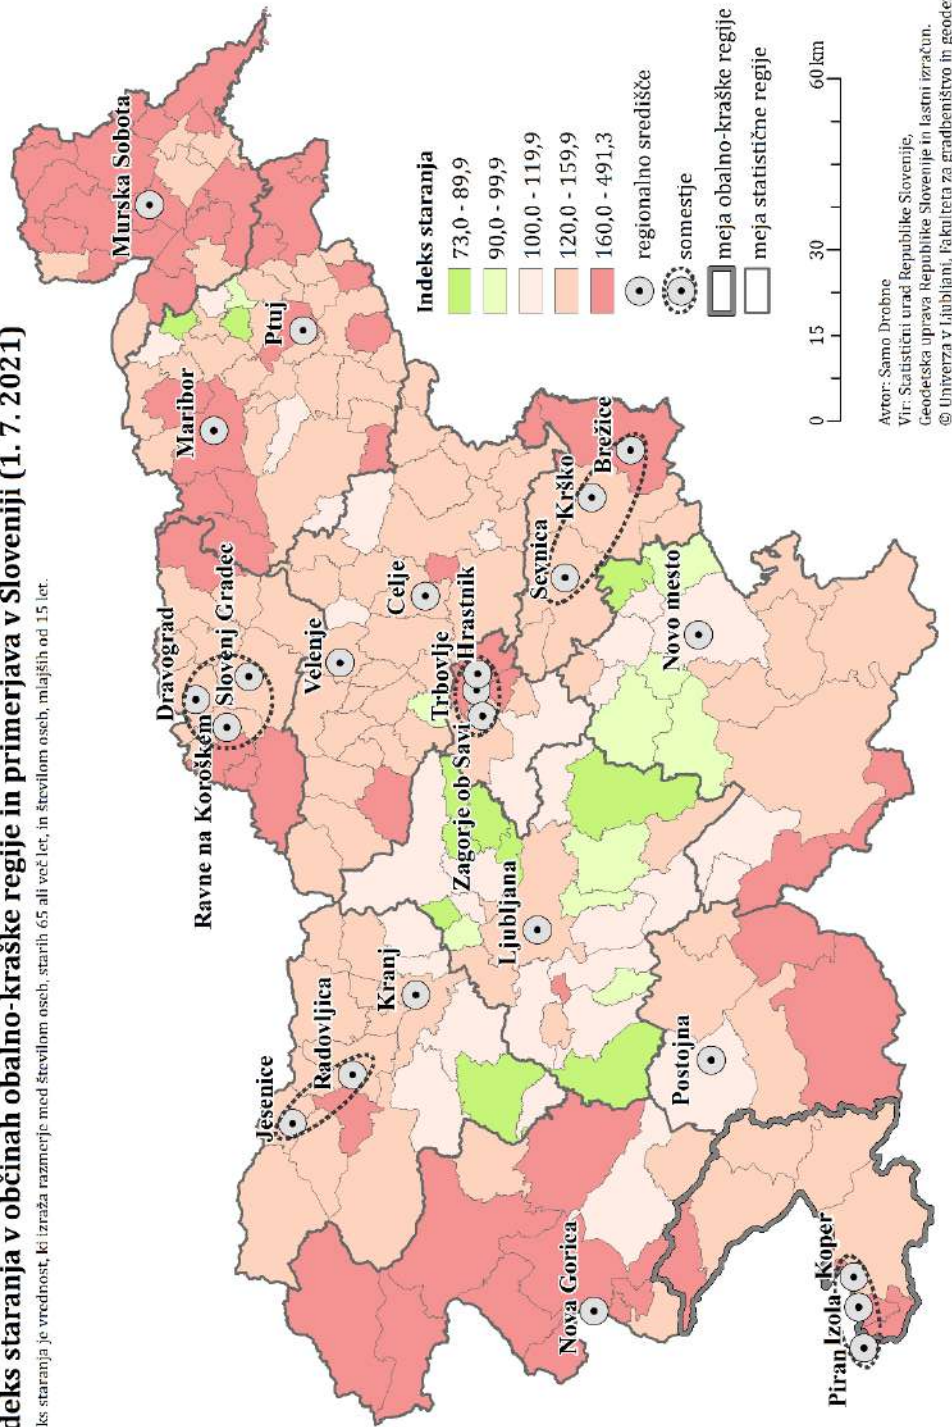 deks staranja v občinah obalno-kraške regije in primerjava v Sloveniji (1. 7. 2021)
ks staranja je vrednost, ki izraža razmerje med številom oseb, starih 65 ali več let, in številom oseb, mlajših od 15 let.
Murska Sobota
Maribor
Ptuj
Dravograd
Slovenj Gradec
Ravne na Koroškem
Velenje
Celje
Trbovlje
Hrastnik
Zagorje ob Savi
Sevnica
Krško
Brežice
Novo mesto
Jesenice
Radovljica
Kranj
Ljubljana
Postojna
Nova Gorica
Koper
Izola
Piran
Indeks staranja
73,0 - 89,9
90,0 - 99,9
100,0 - 119,9
120,0 - 159,9
160,0 - 491,3
regionalno središče
somestje
meja obalno-kraške regije
meja statistične regije
0 15 30 60 km
Avtor: Samo Drobne
Vir: Statistični urad Republike Slovenije,
Geodetska uprava Republike Slovenije in lastni izračun.
© Univerza v Ljubljani, Fakulteta za gradbeništvo in geode